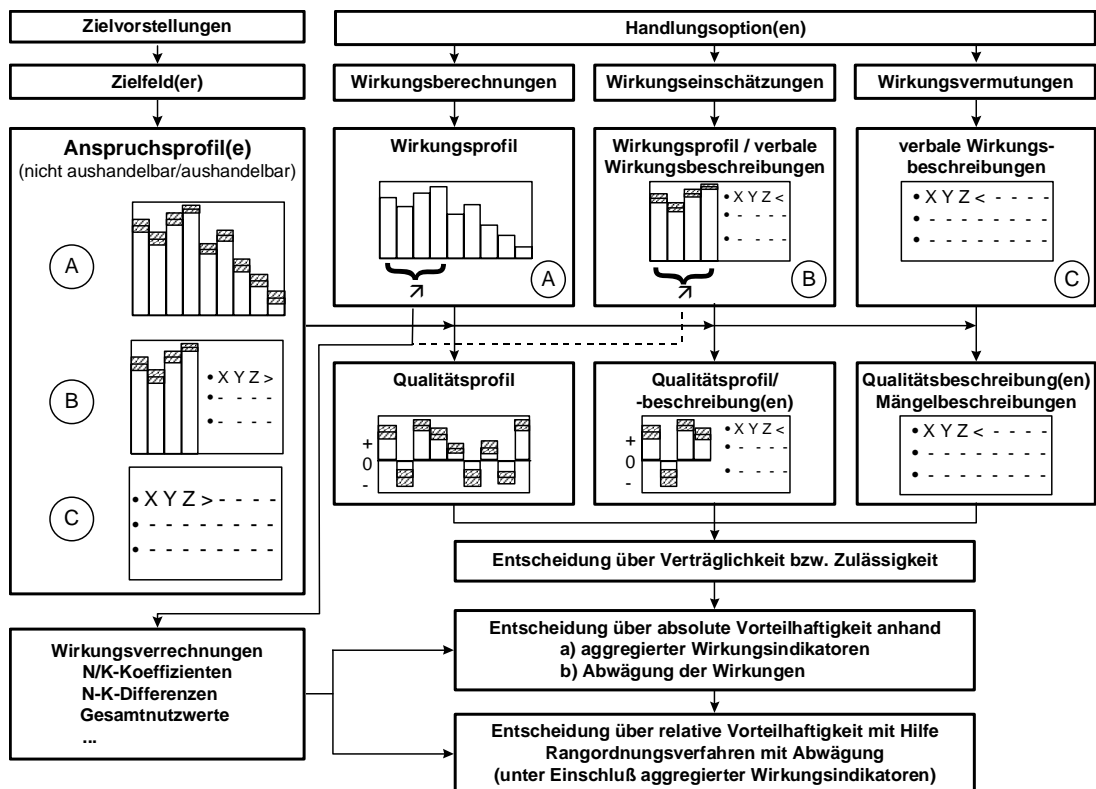 Zielvorstellungen
Zielfeld(er)
Anspruchsprofil(e)
(nicht aushandelbar/aushandelbar)
A
B
• X Y Z >
• - - - -
• - - - -
C
• X Y Z > - - - - -
• - - - - - - - -
• - - - - - - - -
Handlungsoption(en)
Wirkungsberechnungen
Wirkungseinschätzungen
Wirkungsvermutungen
Wirkungsprofil
A
Wirkungsprofil / verbale
Wirkungsbeschreibungen
• X Y Z <
• - - - -
• - - - -
B
verbale Wirkungs-
beschreibungen
• X Y Z < - - - -
• - - - - - - - -
• - - - - - - - -
C
Qualitätsprofil
+
0
-
Qualitätsprofil/
-beschreibung(en)
+
0
-
• X Y Z <
• - - - -
• - - - -
Qualitätsbeschreibung(en)
Mängelbeschreibungen
• X Y Z < - - - -
• - - - - - - - -
• - - - - - - - -
Entscheidung über Verträglichkeit bzw. Zulässigkeit
Wirkungsverrechnungen
N/K-Koeffizienten
N-K-Differenzen
Gesamtnutzwerte
...
Entscheidung über absolute Vorteilhaftigkeit anhand
a) aggregierter Wirkungsindikatoren
b) Abwägung der Wirkungen
Entscheidung über relative Vorteilhaftigkeit mit Hilfe
Rangordnungsverfahren mit Abwägung
(unter Einschluß aggregierter Wirkungsindikatoren)